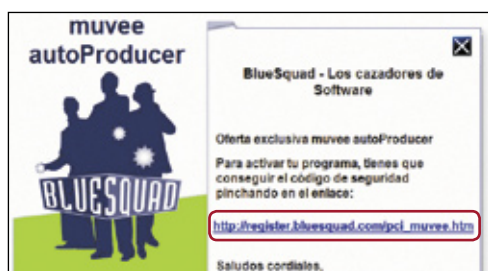 muvee
autoProducer
BLUESQUAD
BlueSquad - Los cazadores de
Software
Oferta exclusiva muvee autoProducer
Para activar tu programa, tienes que
conseguir el código de seguridad
pinchando en el enlace:
http://register.bluesquad.com/pci_muvee.htm
Saludos cordiales,